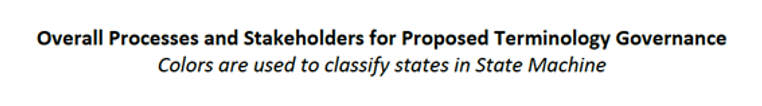 Overall Processes and Stakeholders for Proposed Terminology Governance
Colors are used to classify states in State Machine